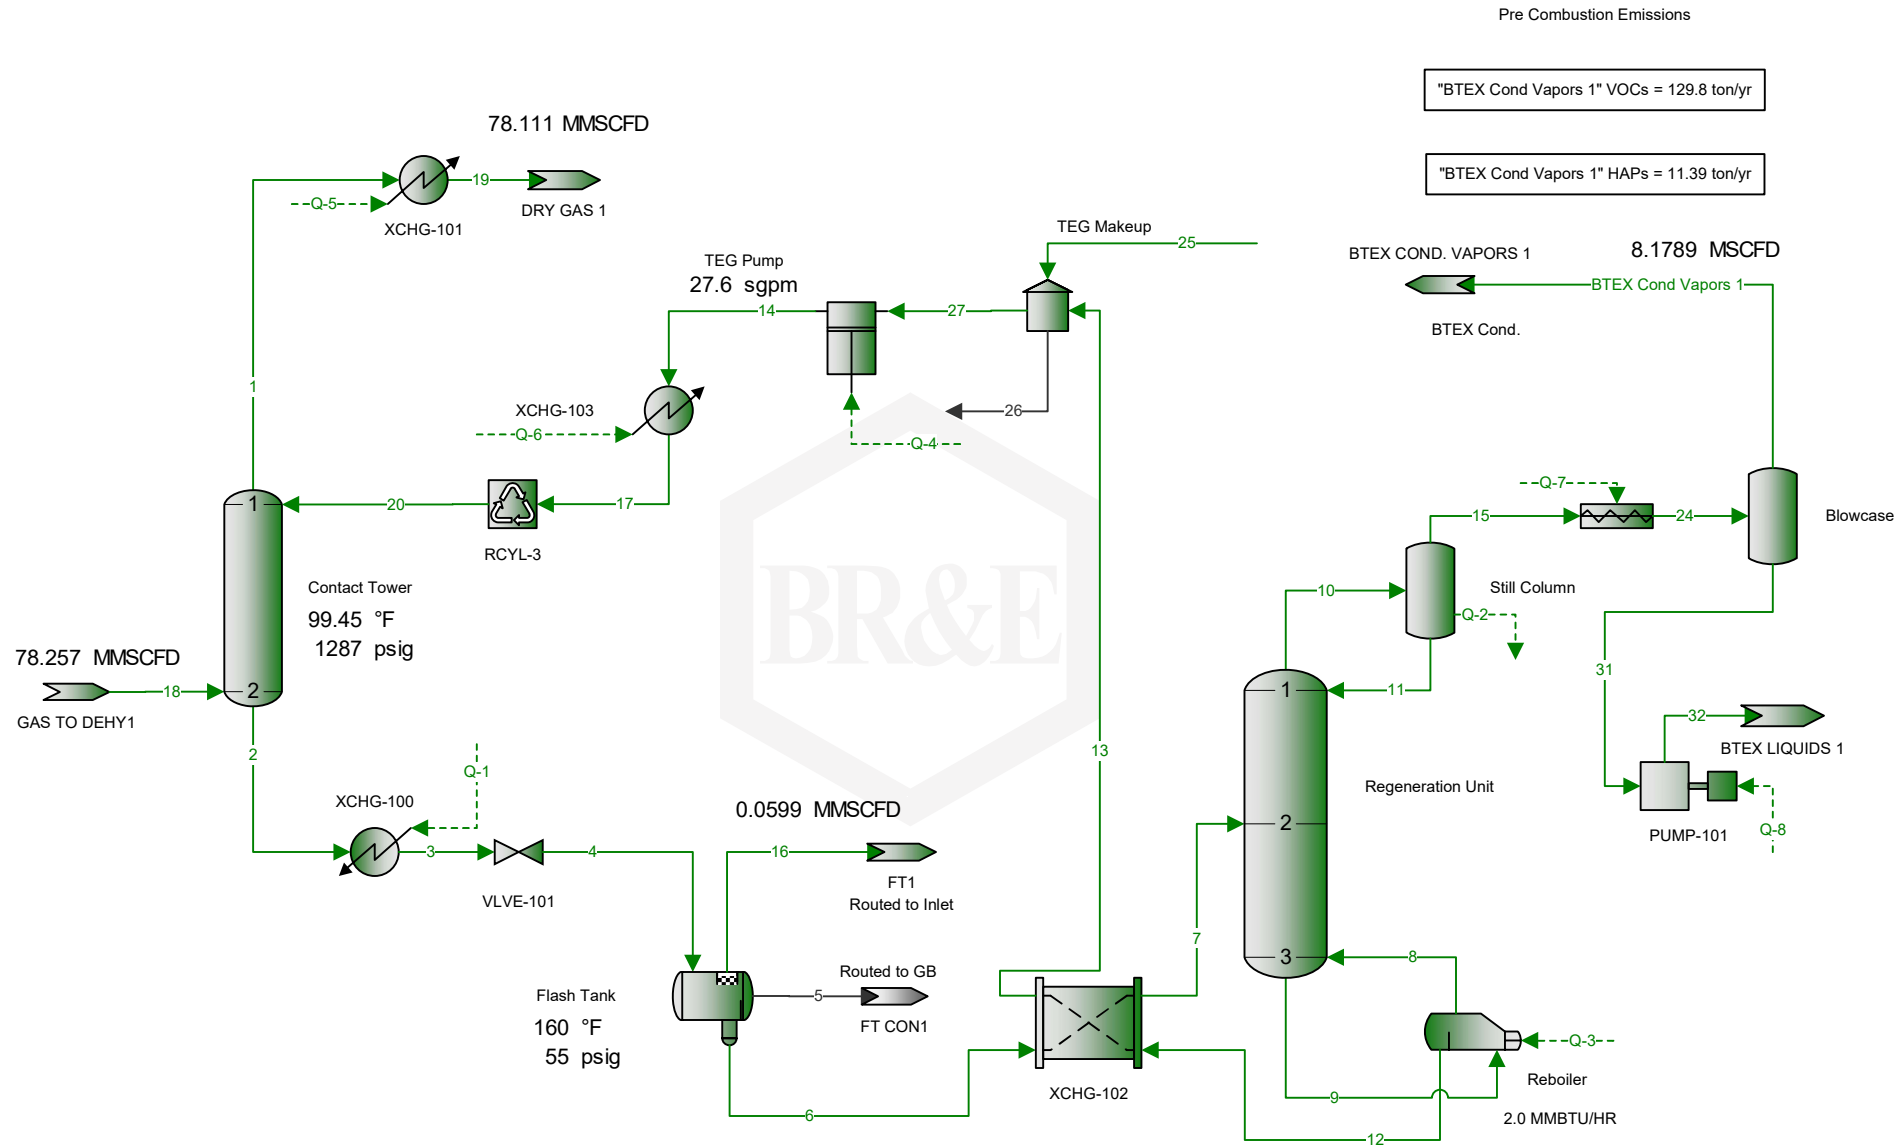 Pre Combustion Emissions
"BTEX Cond Vapors 1" VOCs = 129.8 ton/yr
"BTEX Cond Vapors 1" HAPs = 11.39 ton/yr
78.111 MMSCFD
19
Q-5
DRY GAS 1
XCHG-101
TEG Makeup
25
BTEX COND. VAPORS 1
8.1789 MSCFD
BTEX Cond Vapors 1
BTEX Cond.
TEG Pump
27.6 sgpm
14
27
1
XCHG-103
Q-6
26
Q-4
1
20
17
RCYL-3
Q-7
15
24
Blowcase
Contact Tower
99.45 °F
1287 psig
BR&E
10
Still Column
Q-2
78.257 MMSCFD
18
2
GAS TO DEHY1
1
11
31
32
BTEX LIQUIDS 1
2
Q-1
13
Regeneration Unit
XCHG-100
0.0599 MMSCFD
2
PUMP-101
Q-8
3
4
16
VLVE-101
FT1
Routed to Inlet
7
3
8
Routed to GB
5
FT CON1
Flash Tank
160 °F
55 psig
Q-3
XCHG-102
Reboiler
9
6
2.0 MMBTU/HR
12